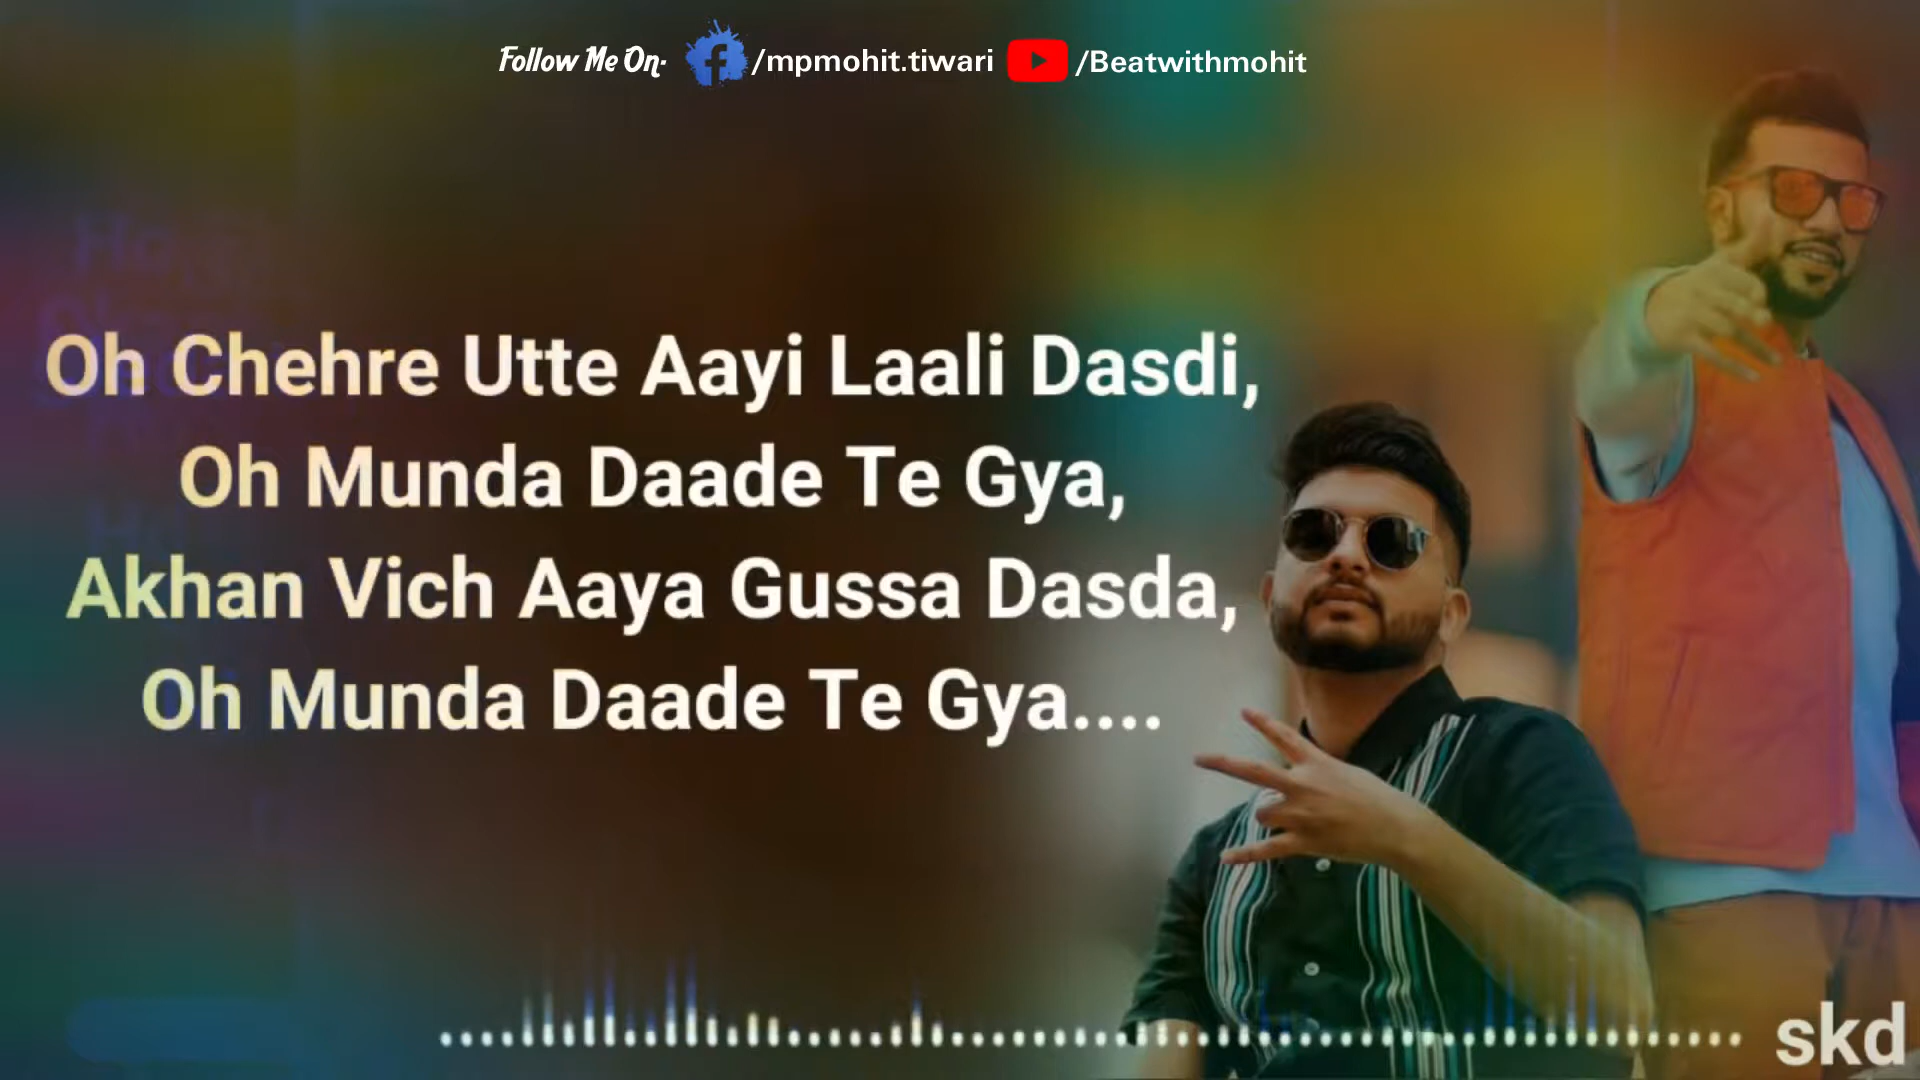 Follow Me On- /mpmohit.tiwari /Beatwithmohit
Oh Chehre Utte Aayi Laali Dasdi,
Oh Munda Daade Te Gya,
Akhan Vich Aaya Gussa Dasda,
Oh Munda Daade Te Gya....
skd